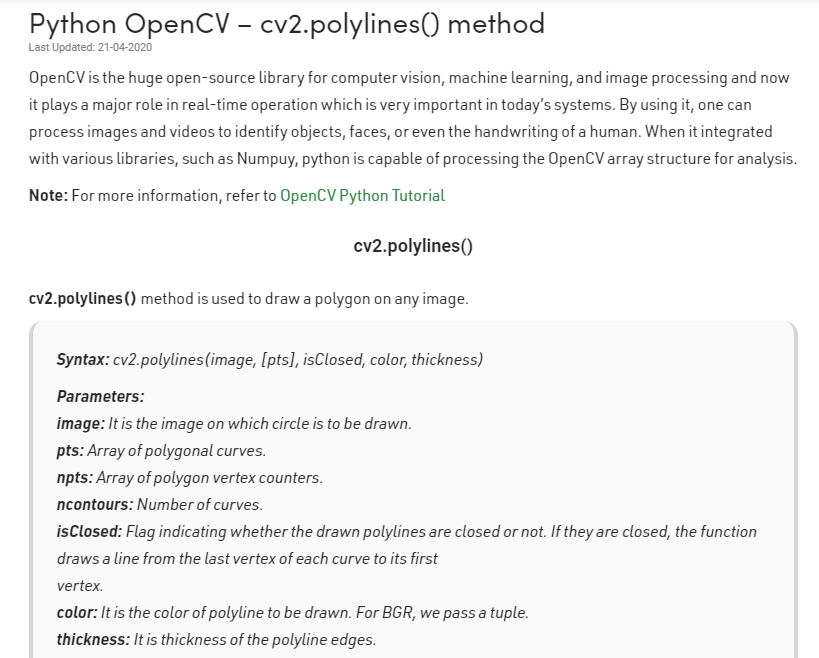 Python OpenCV – cv2.polylines() method
Last Updated: 21-04-2020
OpenCV is the huge open-source library for computer vision, machine learning, and image processing and now
it plays a major role in real-time operation which is very important in today’s systems. By using it, one can
process images and videos to identify objects, faces, or even the handwriting of a human. When it integrated
with various libraries, such as Numpuy, python is capable of processing the OpenCV array structure for analysis.
Note: For more information, refer to OpenCV Python Tutorial
cv2.polylines()
cv2.polylines() method is used to draw a polygon on any image.
Syntax: cv2.polylines(image, [pts], isClosed, color, thickness)
Parameters:
image: It is the image on which circle is to be drawn.
pts: Array of polygonal curves.
npts: Array of polygon vertex counters.
ncontours: Number of curves.
isClosed: Flag indicating whether the drawn polylines are closed or not. If they are closed, the function
draws a line from the last vertex of each curve to its first
vertex.
color: It is the color of polyline to be drawn. For BGR, we pass a tuple.
thickness: It is thickness of the polyline edges.